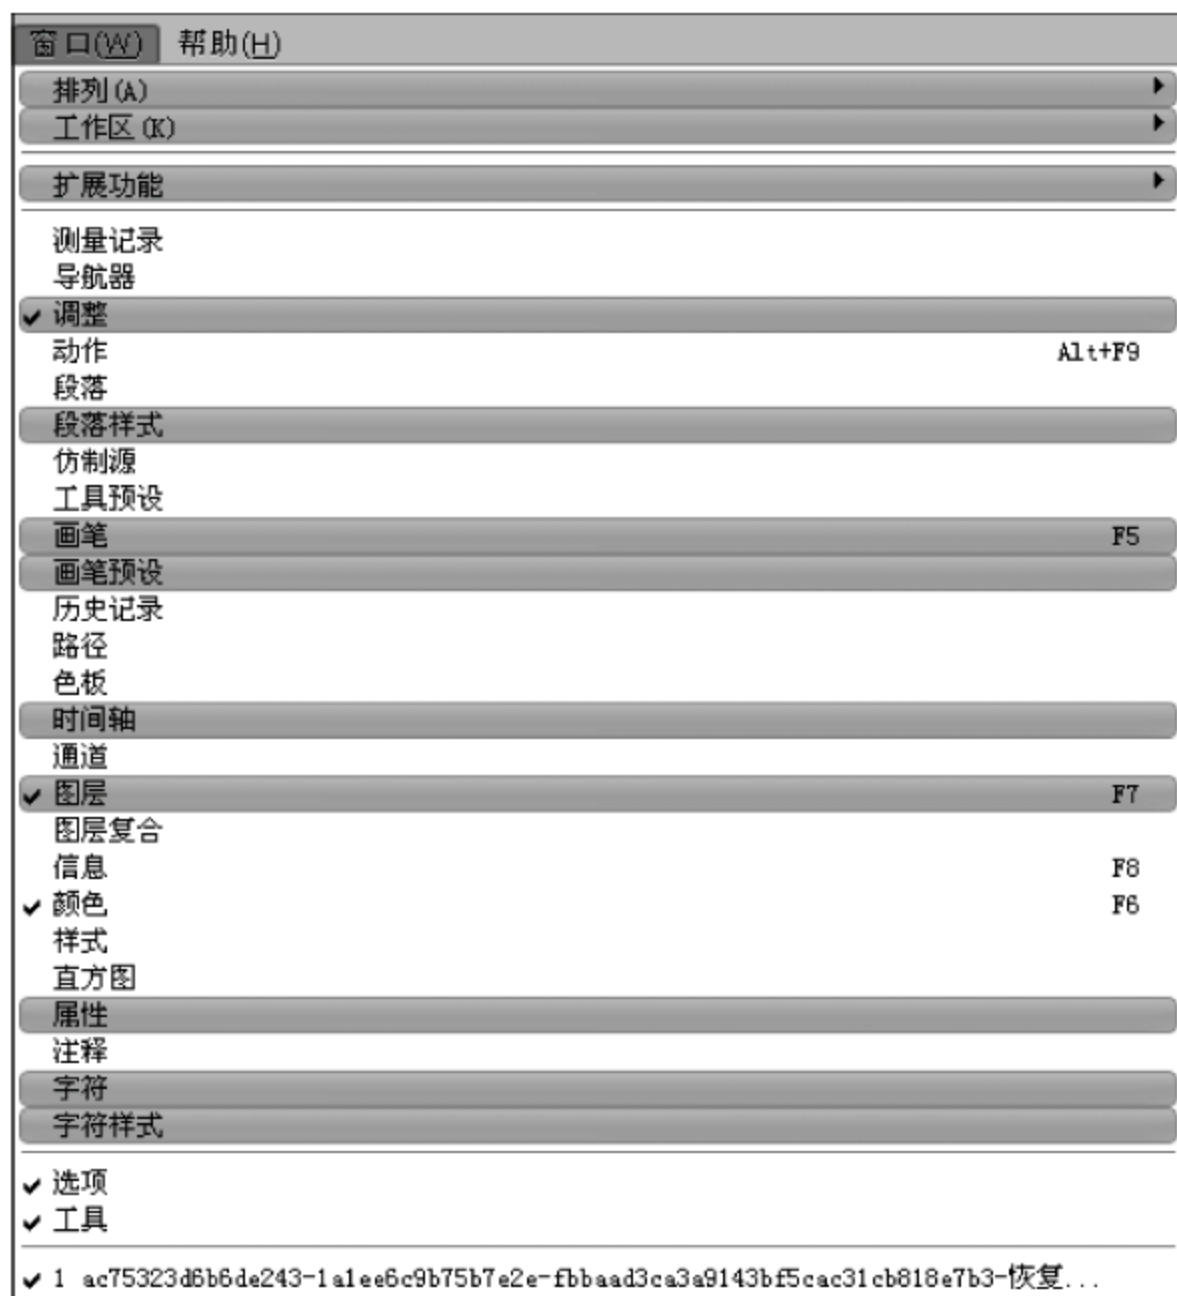 窗口(W) 帮助(H)
排列(A)
工作区(K)
扩展功能
测量记录
导航器
调整
动作 Alt+F9
段落
段落样式
仿制源
工具预设
画笔 F5
画笔预设
历史记录
路径
色板
时间轴
通道
图层 F7
图层复合
信息 F8
颜色 F6
样式
直方图
属性
注释
字符
字符样式
选项
工具
1 ac75323d6b6de243-1a1ee6c9b75b7e2e-fbbaad3ca3a9143bf5cac31cb818e7b3-恢复...